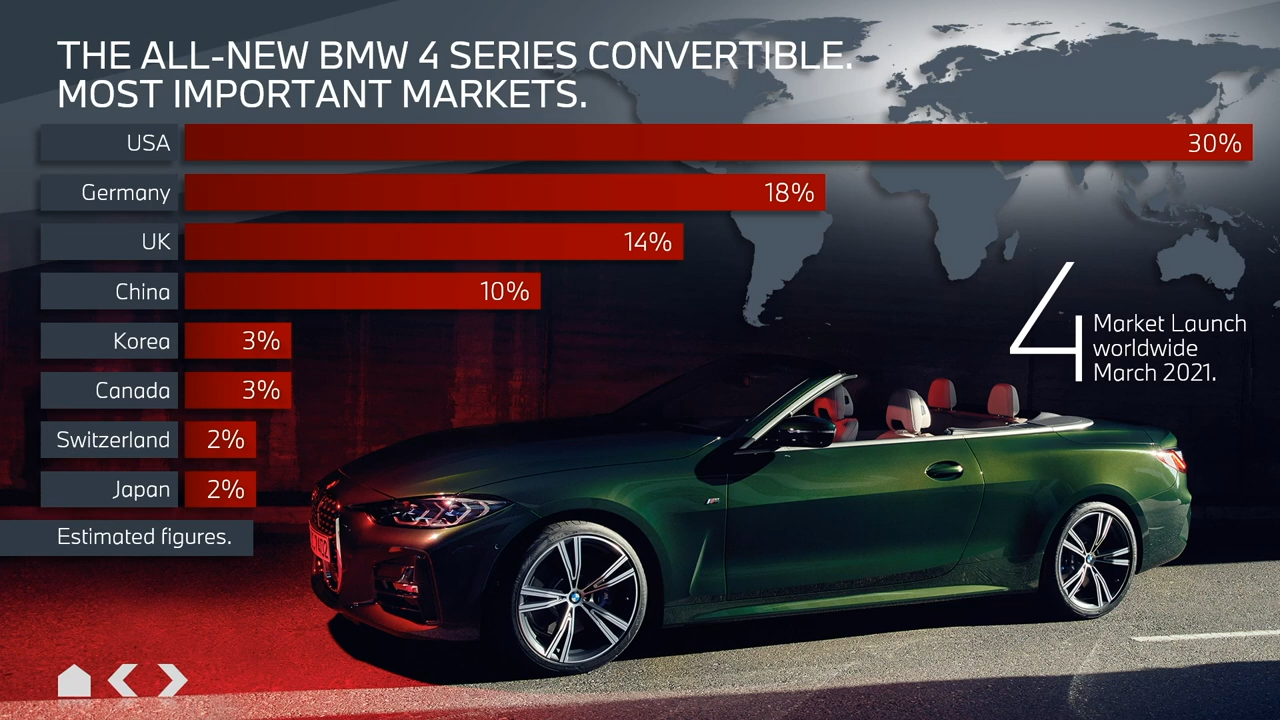 THE ALL-NEW BMW 4 SERIES CONVERTIBLE.
MOST IMPORTANT MARKETS.
USA 30%
Germany 18%
UK 14%
China 10%
Korea 3%
Canada 3%
Switzerland 2%
Japan 2%
Estimated figures.
4
Market Launch
worldwide
March 2021.